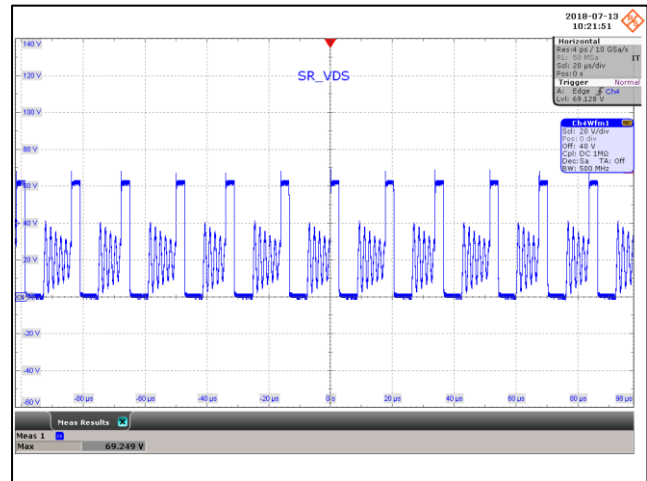 2018-07-13
10:21:51
Horizontal
Res:4 ps / 10 GSa/s
RL: 50 MSa IT
Scl: 20 µs/div
Pos:0 s
Trigger Normal
A: Edge Ch4
Lvl: 69.128 V
Ch4Wfm1
Scl: 20 V/div
Pos: 0 div
Off: 40 V
Cpl: DC 1MΩ
Dec:Sa TA: Off
BW: 500 MHz
SR_VDS
140 V
120 V
100 V
80 V
60 V
40 V
20 V
-20 V
-40 V
-60 V
-80 µs
-60 µs
-40 µs
-20 µs
0 s
20 µs
40 µs
60 µs
80 µs
98 µs
Meas Results
Meas 1
Max 69.249 V